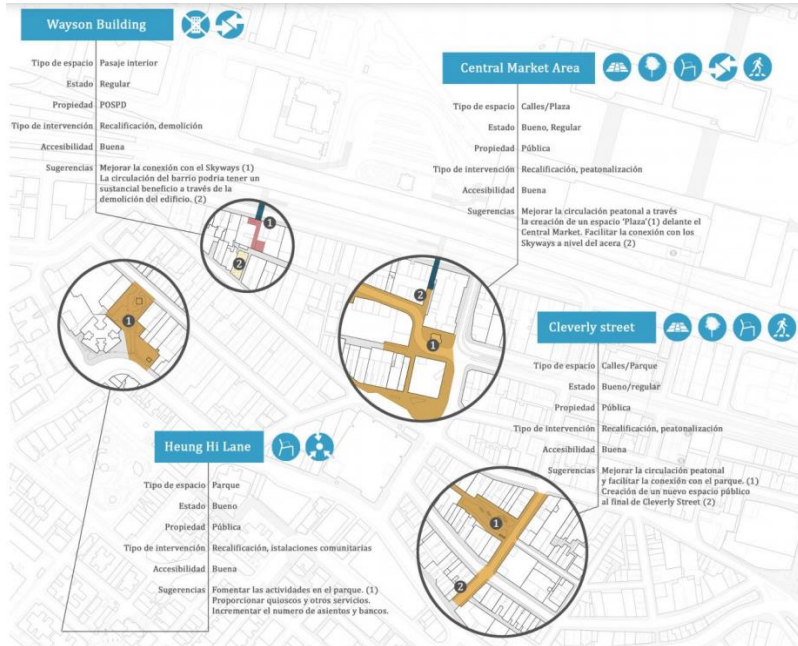 Wayson Building
Tipo de espacio Pasaje interior
Estado Regular
Propiedad POSPD
Tipo de intervención Recalificación, demolición
Accesibilidad Buena
Sugerencias Mejorar la conexión con el Skyways (1)
La circulación del barrio podria tener un
sustancial beneficio a través de la
demolición del edificio. (2)
Central Market Area
Tipo de espacio Calles/Plaza
Estado Bueno, Regular
Propiedad Pública
Tipo de intervención Recalificación, peatonalización
Accesibilidad Buena
Sugerencias Mejorar la circulación peatonal a través
la creación de un espacio 'Plaza'(1) delante el
Central Market. Facilitar la conexión con los
Skyways a nivel del acera (2)
1
2
1
2
1
Cleverly street
Tipo de espacio Calles/Parque
Estado Bueno/regular
Propiedad Pública
Tipo de intervención Recalificación, peatonalización
Accesibilidad Buena
Sugerencias Mejorar la circulación peatonal
y facilitar la conexión con el parque. (1)
Creación de un nuevo espacio público
al final de Cleverly Street (2)
Heung Hi Lane
Tipo de espacio Parque
Estado Bueno
Propiedad Pública
Tipo de intervención Recalificación, istalaciones comunitarias
Accesibilidad Buena
Sugerencias Fomentar las actividades en el parque. (1)
Proporcionar quioscos y otros servicios.
Incrementar el numero de asientos y bancos.
1
2